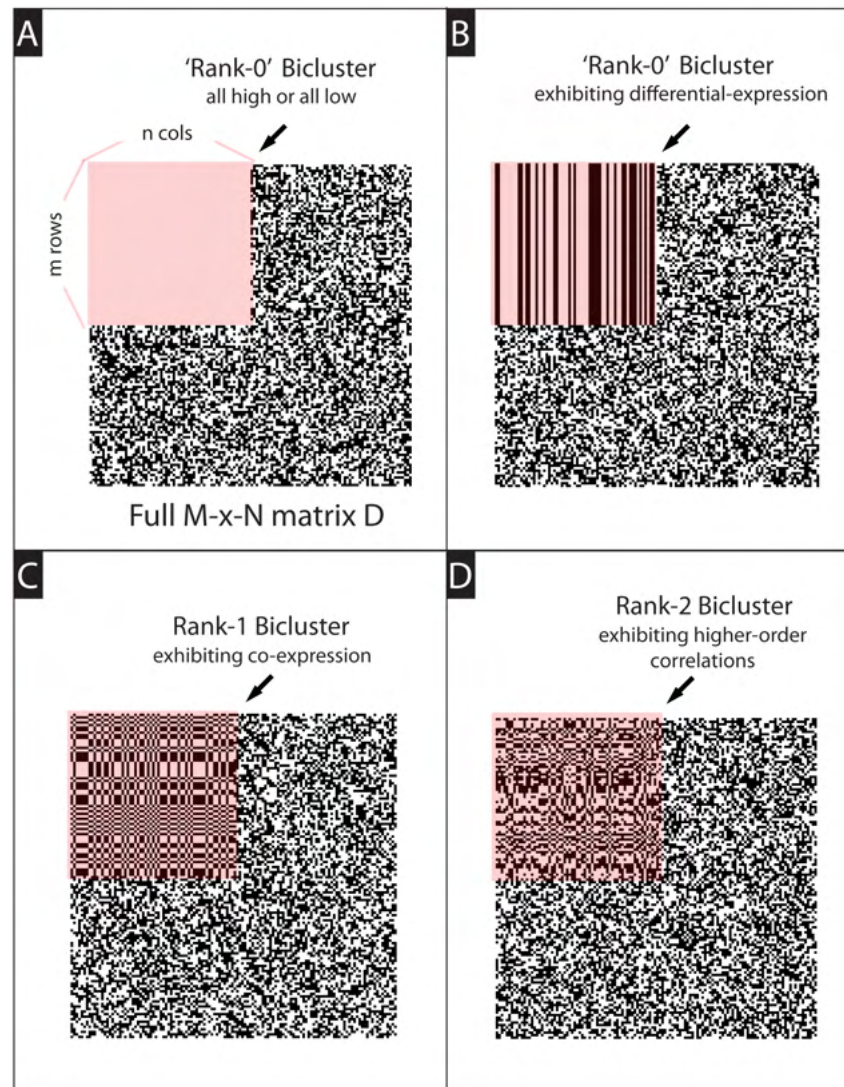 A
'Rank-0' Bicluster
all high or all low
n cols
m rows
Full M-x-N matrix D
B
'Rank-0' Bicluster
exhibiting differential-expression
C
Rank-1 Bicluster
exhibiting co-expression
D
Rank-2 Bicluster
exhibiting higher-order
correlations